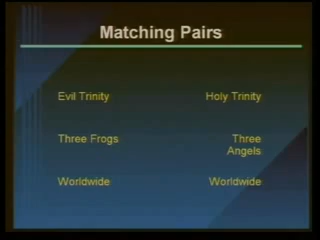 Matching Pairs
Evil Trinity Holy Trinity
Three Frogs Three
Angels
Worldwide Worldwide